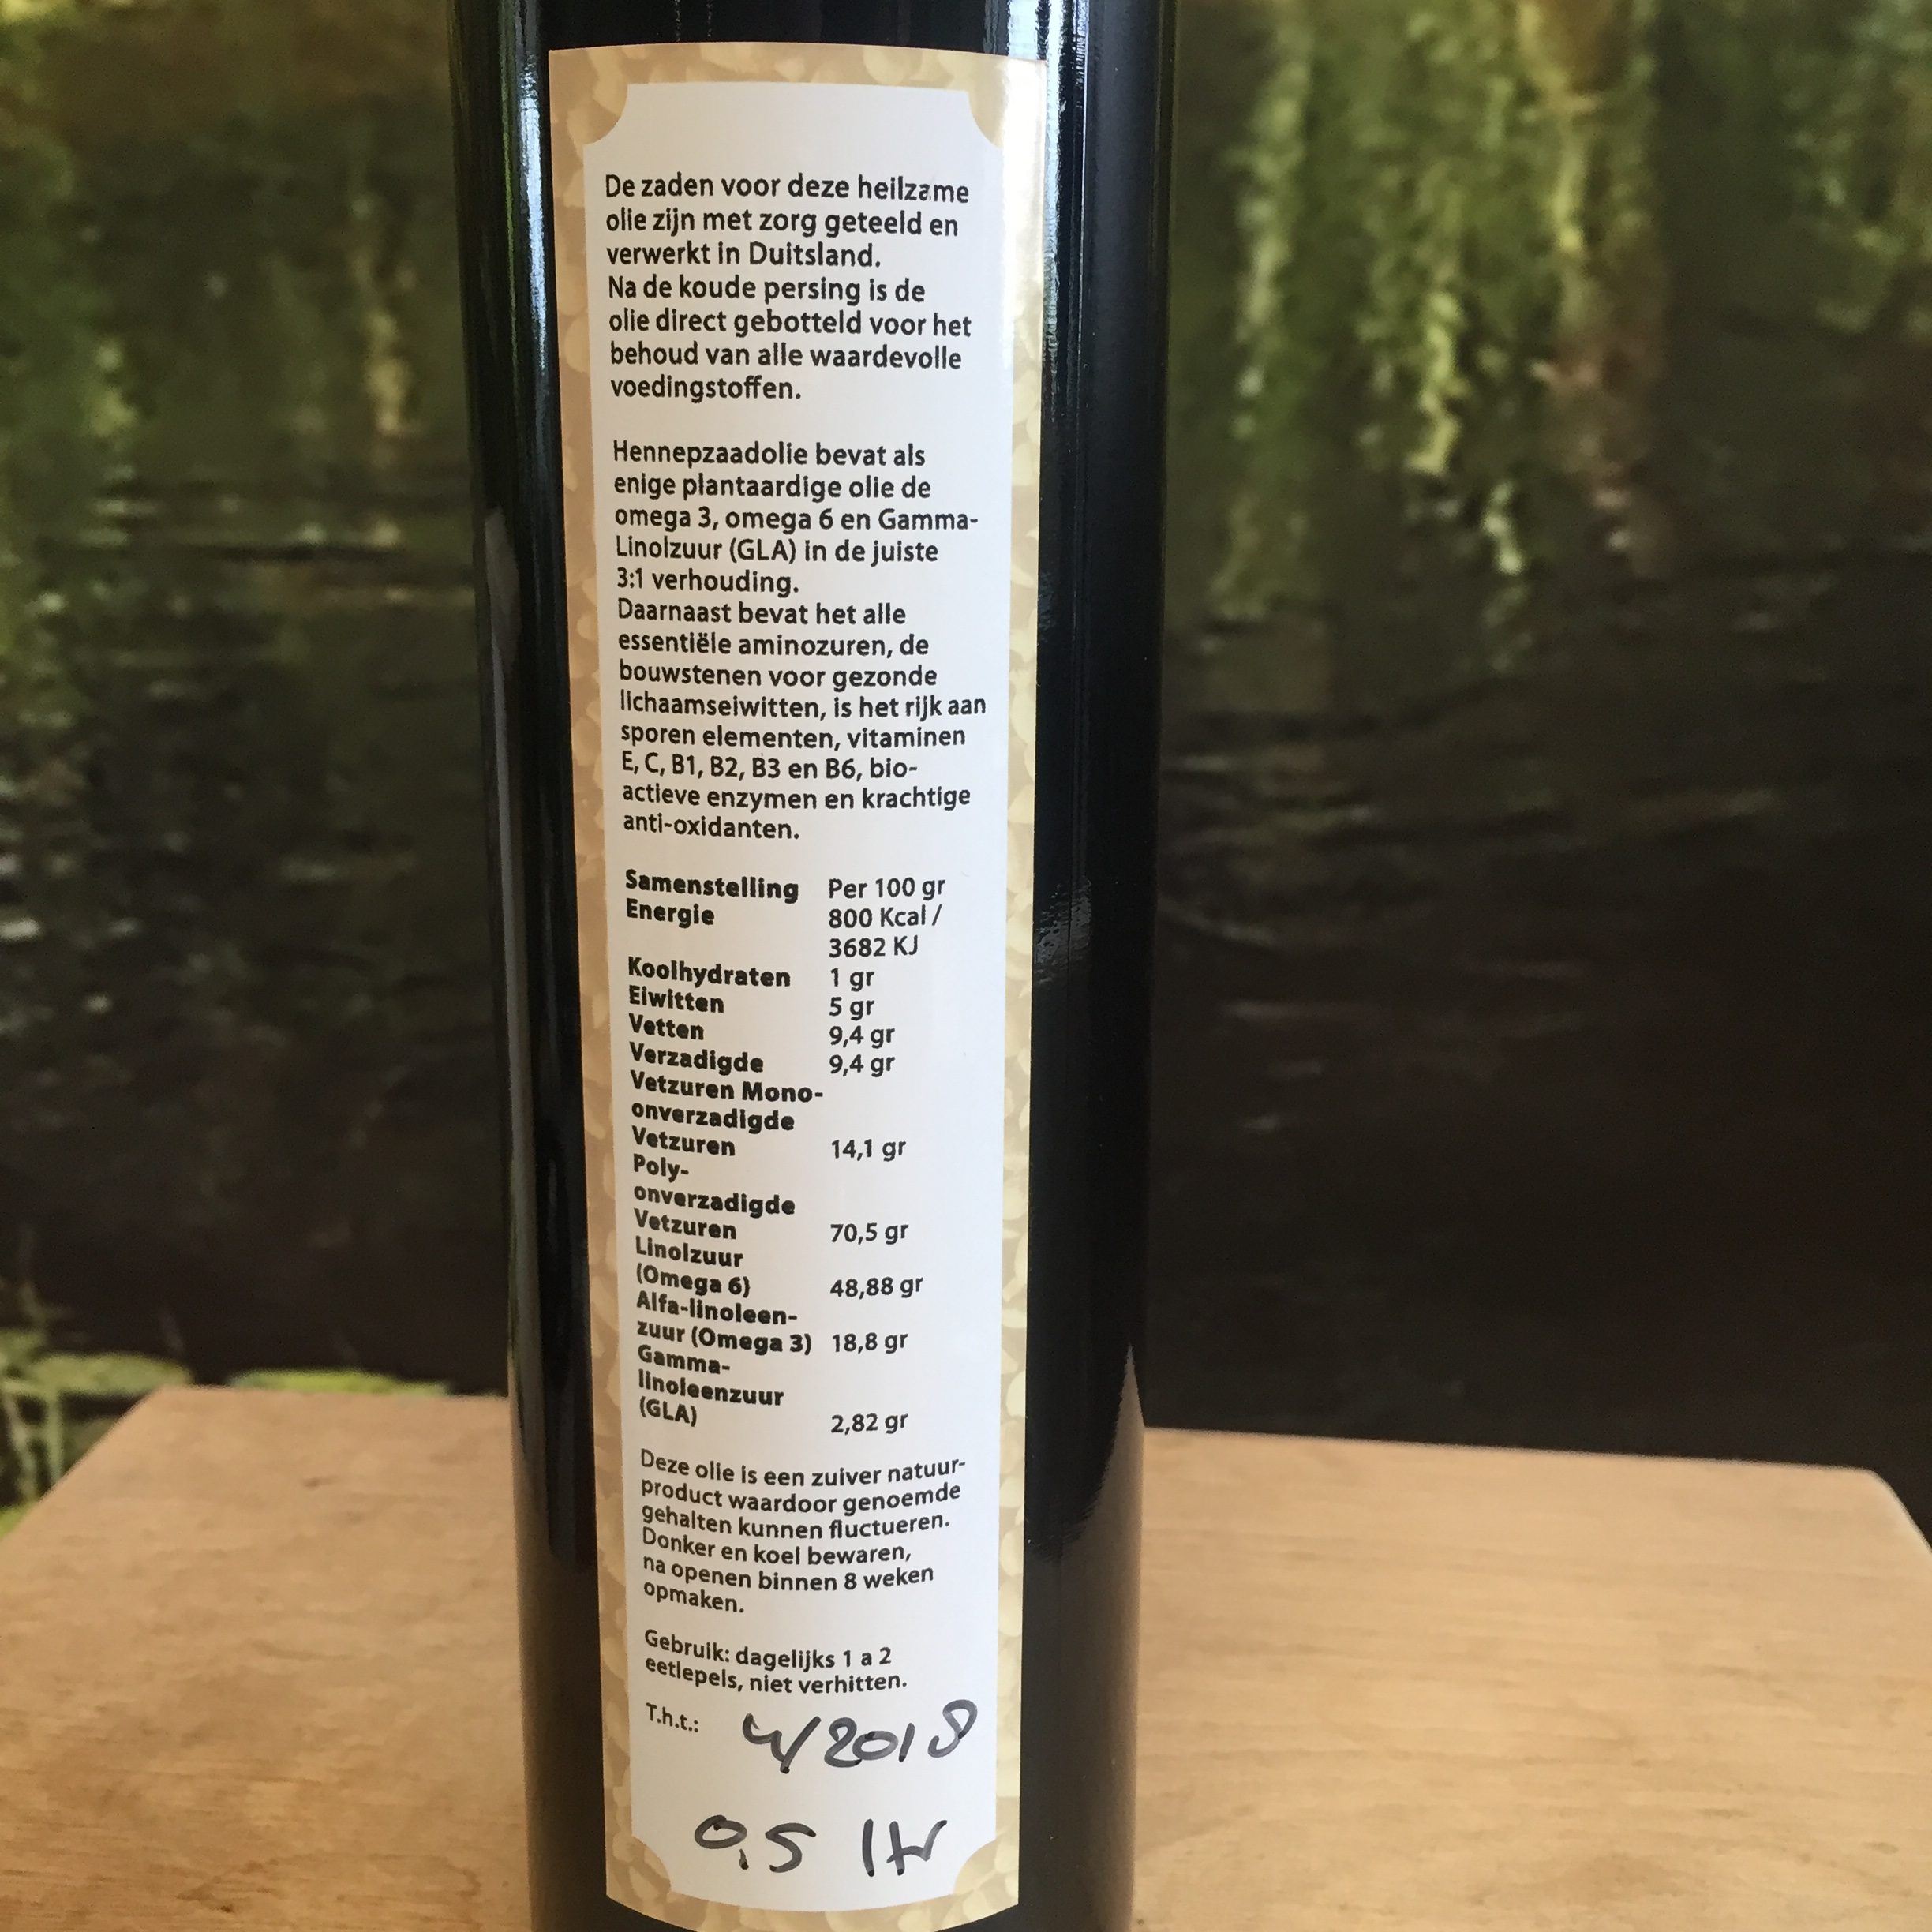 De zaden voor deze heilzame
olie zijn met zorg geteeld en
verwerkt in Duitsland.
Na de koude persing is de
olie direct gebotteld voor het
behoud van alle waardevolle
voedingstoffen.
Hennepzaadolie bevat als
enige plantaardige olie de
omega 3, omega 6 en Gamma-
Linolzuur (GLA) in de juiste
3:1 verhouding.
Daarnaast bevat het alle
essentiële aminozuren, de
bouwstenen voor gezonde
lichaamseiwitten, is het rijk aan
sporen elementen, vitaminen
E, C, B1, B2, B3 en B6, bio-
actieve enzymen en krachtige
anti-oxidanten.
Samenstelling Per 100 gr
Energie 800 Kcal /
3682 KJ
Koolhydraten 1 gr
Eiwitten 5 gr
Vetten 9,4 gr
Verzadigde 9,4 gr
Vetzuren Mono-
onverzadigde
Vetzuren 14,1 gr
Poly-
onverzadigde
Vetzuren 70,5 gr
Linolzuur
(Omega 6) 48,88 gr
Alfa-linoleen-
zuur (Omega 3) 18,8 gr
Gamma-
linoleenzuur
(GLA) 2,82 gr
Deze olie is een zuiver natuur-
product waardoor genoemde
gehalten kunnen fluctueren.
Donker en koel bewaren,
na openen binnen 8 weken
opmaken.
Gebruik: dagelijks 1 a 2
eetlepels, niet verhitten.
T.h.t.: 4/2018
0,5 ltr